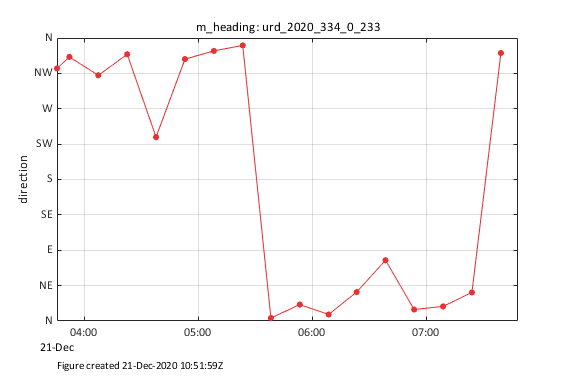 m_heading: urd_2020_334_0_233
N
NW
W
SW
S
SE
E
NE
N
direction
04:00 05:00 06:00 07:00
21-Dec
Figure created 21-Dec-2020 10:51:59Z